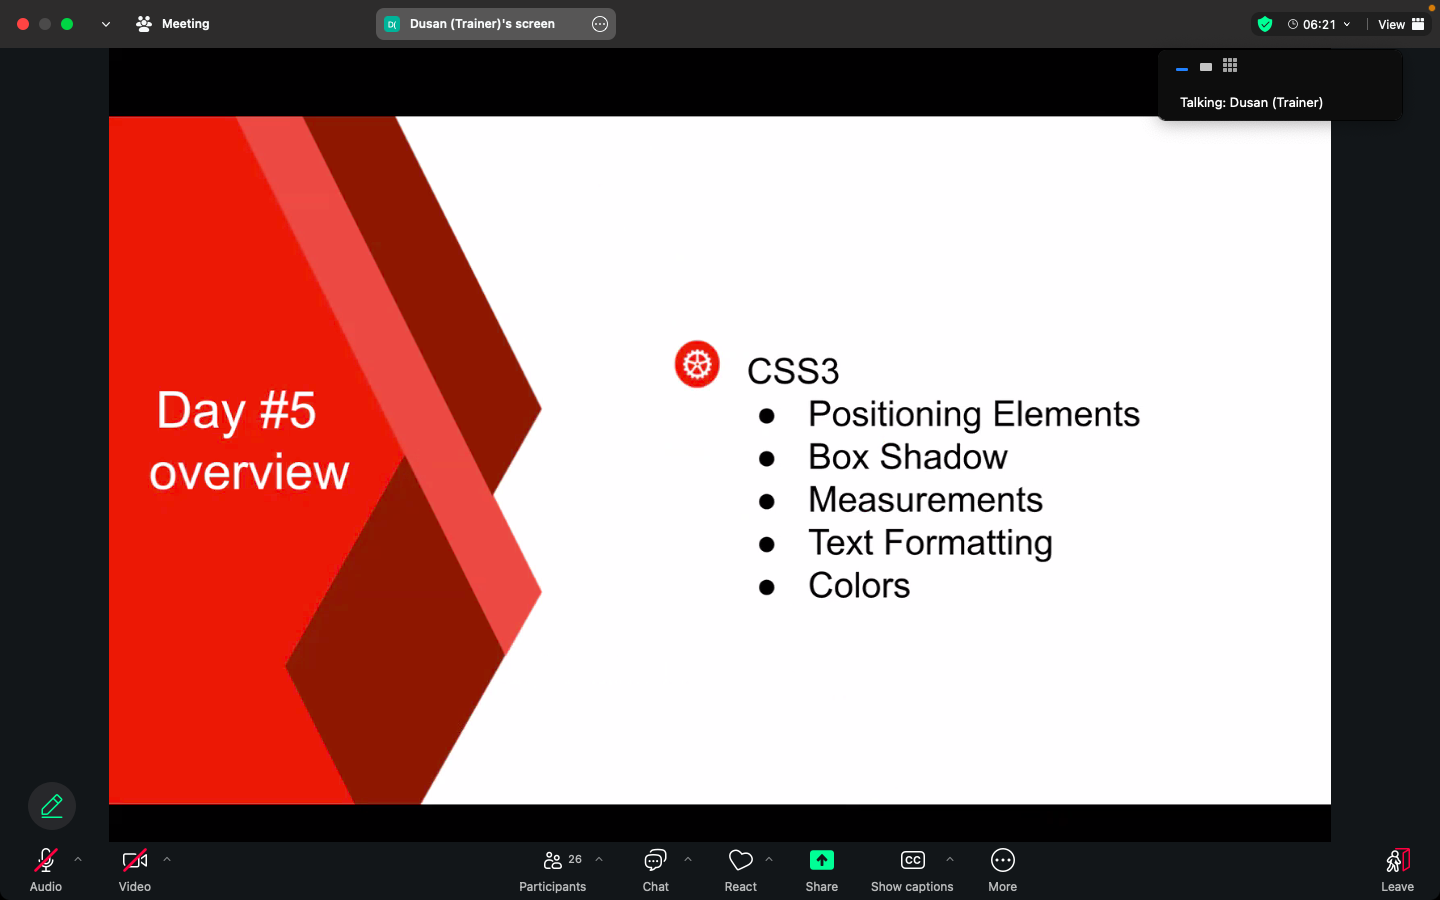 Meeting
D( Dusan (Trainer)'s screen
06:21
View
Talking: Dusan (Trainer)
Day #5
overview
CSS3
● Positioning Elements
● Box Shadow
● Measurements
● Text Formatting
● Colors
Audio
Video
26
Participants
Chat
React
Share
CC
Show captions
More
Leave